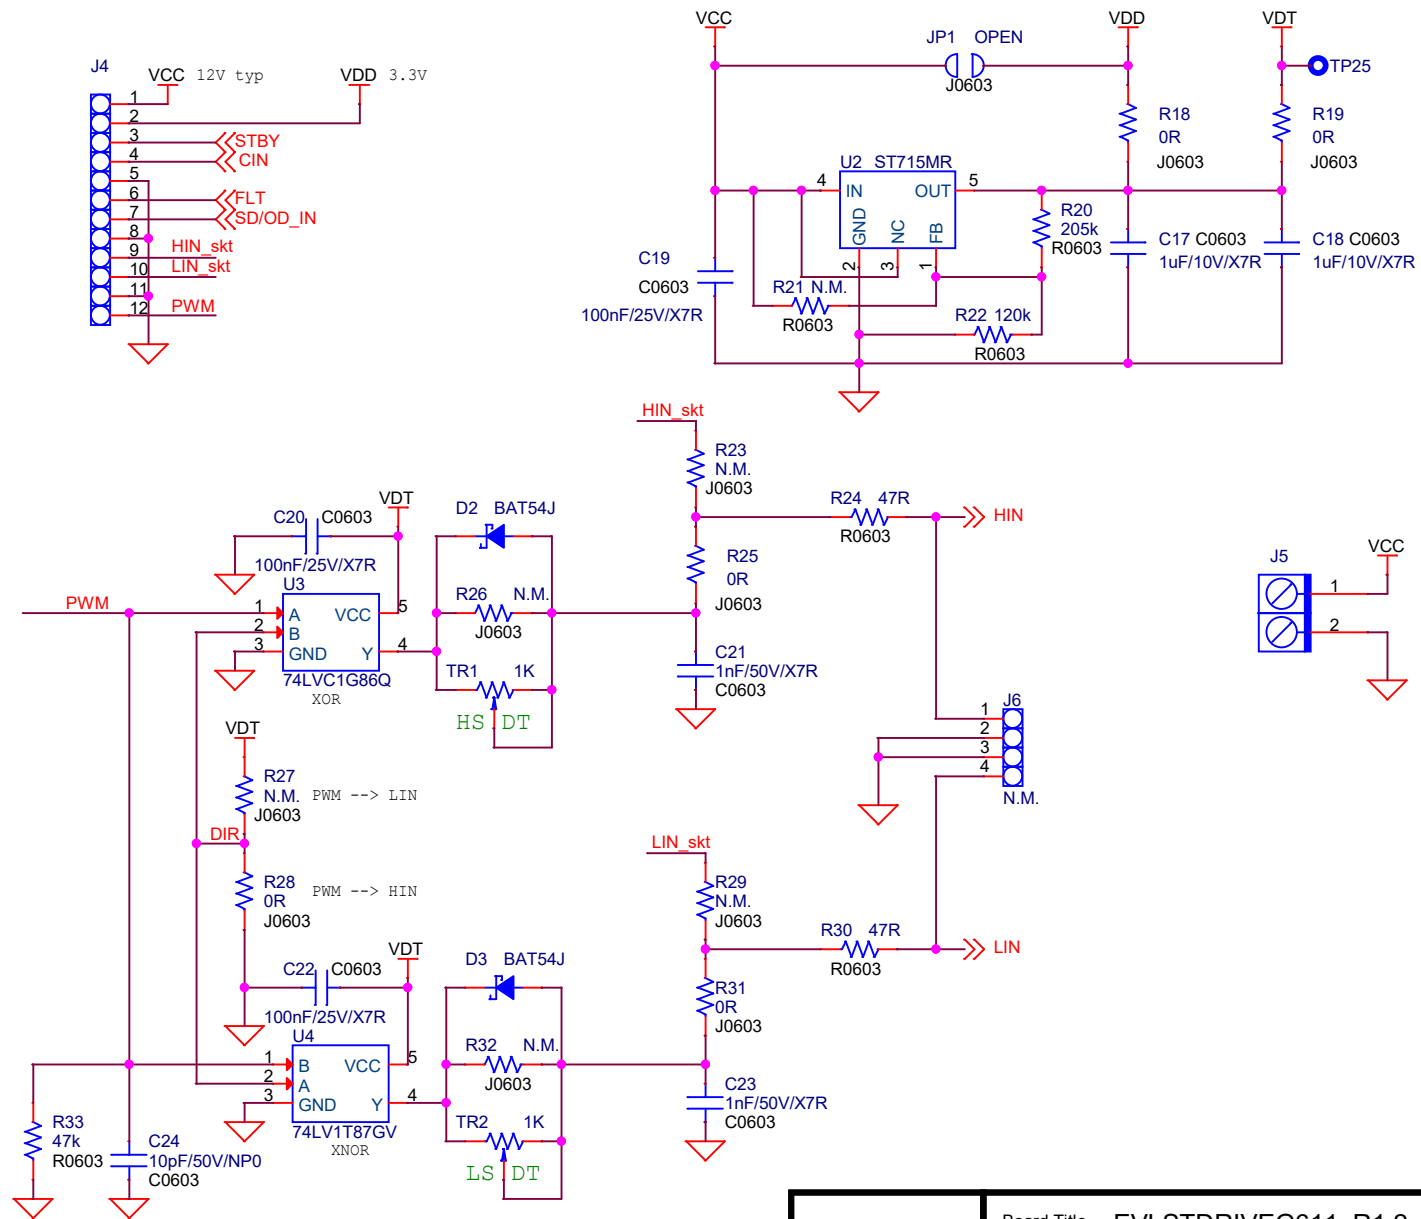 J4
VCC 12V typ
VDD 3.3V
1
2
3 STBY
4 CIN
5
6 FLT
7 SD/OD_IN
8
9 HIN_skt
10 LIN_skt
11
12 PWM
VCC
JP1 OPEN
J0603
VDD
VDT
TP25
R18
0R
J0603
R19
0R
J0603
U2 ST715MR
4 IN
OUT 5
GND
NC
FB
2
3
1
R20
205k
R0603
C17 C0603
1uF/10V/X7R
C18 C0603
1uF/10V/X7R
C19
C0603
100nF/25V/X7R
R21 N.M.
R0603
R22 120k
R0603
HIN_skt
R23
N.M.
J0603
R24 47R
R0603
HIN
R25
0R
J0603
C21
1nF/50V/X7R
C0603
VDT
C20 C0603
100nF/25V/X7R
D2 BAT54J
U3
PWM
1 A
2 B
3 GND
VCC 5
Y 4
74LVC1G86Q
XOR
R26 N.M.
J0603
TR1 1K
HS DT
J5
VCC
1
2
J6
1
2
3
4
N.M.
VDT
R27
N.M. PWM --> LIN
J0603
DIR
R28
0R PWM --> HIN
J0603
LIN_skt
R29
N.M.
J0603
R30 47R
R0603
LIN
R31
0R
J0603
C23
1nF/50V/X7R
C0603
VDT
C22 C0603
100nF/25V/X7R
D3 BAT54J
U4
1 B
2 A
3 GND
VCC 5
Y 4
74LV1T87GV
XNOR
R32 N.M.
J0603
TR2 1K
LS DT
R33
47k
R0603
C24
10pF/50V/NP0
C0603